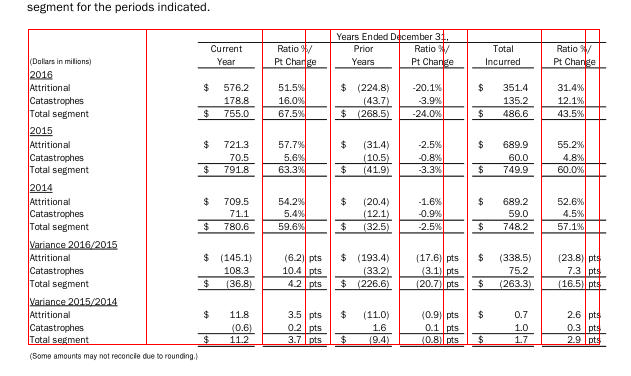 segment for the periods indicated.
Years Ended December 31,
Current Ratio %/ Prior Ratio %/ Total Ratio %/
(Dollars in millions) Year Pt Change Years Pt Change Incurred Pt Change
2016
Attritional $ 576.2 51.5% $ (224.8) -20.1% $ 351.4 31.4%
Catastrophes 178.8 16.0% (43.7) -3.9% 135.2 12.1%
Total segment $ 755.0 67.5% $ (268.5) -24.0% $ 486.6 43.5%
2015
Attritional $ 721.3 57.7% $ (31.4) -2.5% $ 689.9 55.2%
Catastrophes 70.5 5.6% (10.5) -0.8% 60.0 4.8%
Total segment $ 791.8 63.3% $ (41.9) -3.3% $ 749.9 60.0%
2014
Attritional $ 709.5 54.2% $ (20.4) -1.6% $ 689.2 52.6%
Catastrophes 71.1 5.4% (12.1) -0.9% 59.0 4.5%
Total segment $ 780.6 59.6% $ (32.5) -2.5% $ 748.2 57.1%
Variance 2016/2015
Attritional $ (145.1) (6.2) pts $ (193.4) (17.6) pts $ (338.5) (23.8) pts
Catastrophes 108.3 10.4 pts (33.2) (3.1) pts 75.2 7.3 pts
Total segment $ (36.8) 4.2 pts $ (226.6) (20.7) pts $ (263.3) (16.5) pts
Variance 2015/2014
Attritional $ 11.8 3.5 pts $ (11.0) (0.9) pts $ 0.7 2.6 pts
Catastrophes (0.6) 0.2 pts 1.6 0.1 pts 1.0 0.3 pts
Total segment $ 11.2 3.7 pts $ (9.4) (0.8) pts $ 1.7 2.9 pts
(Some amounts may not reconcile due to rounding.)